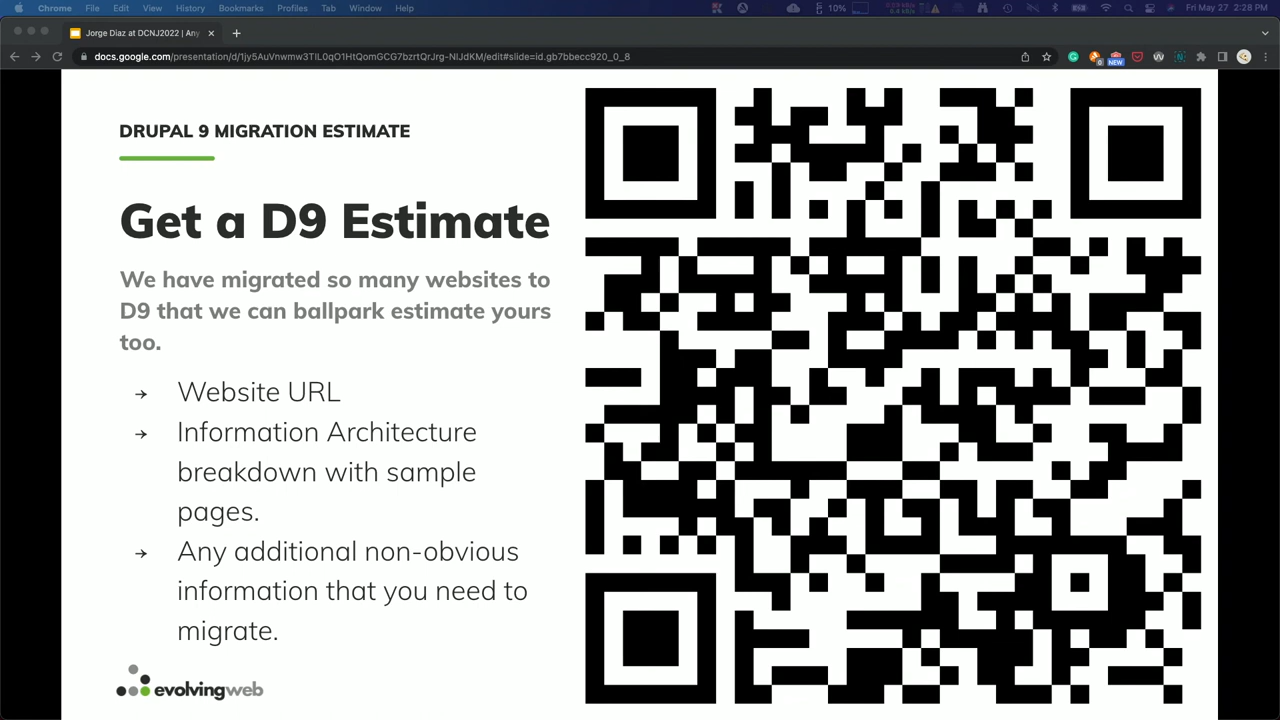 Chrome File Edit View History Bookmarks Profiles Tab Window Help 10% Fri May 27 2:28 PM
Jorge Diaz at DCNJ2022 | Any
docs.google.com/presentation/d/1jy5AuVnwmw3TIL0qO1HtQomGCG7bzrtQrJrg-NIJdKM/edit#slide=id.gb7bbecc920_0_8
NEW
DRUPAL 9 MIGRATION ESTIMATE
Get a D9 Estimate
We have migrated so many websites to
D9 that we can ballpark estimate yours
too.
→ Website URL
→ Information Architecture
breakdown with sample
pages.
→ Any additional non-obvious
information that you need to
migrate.
evolvingweb